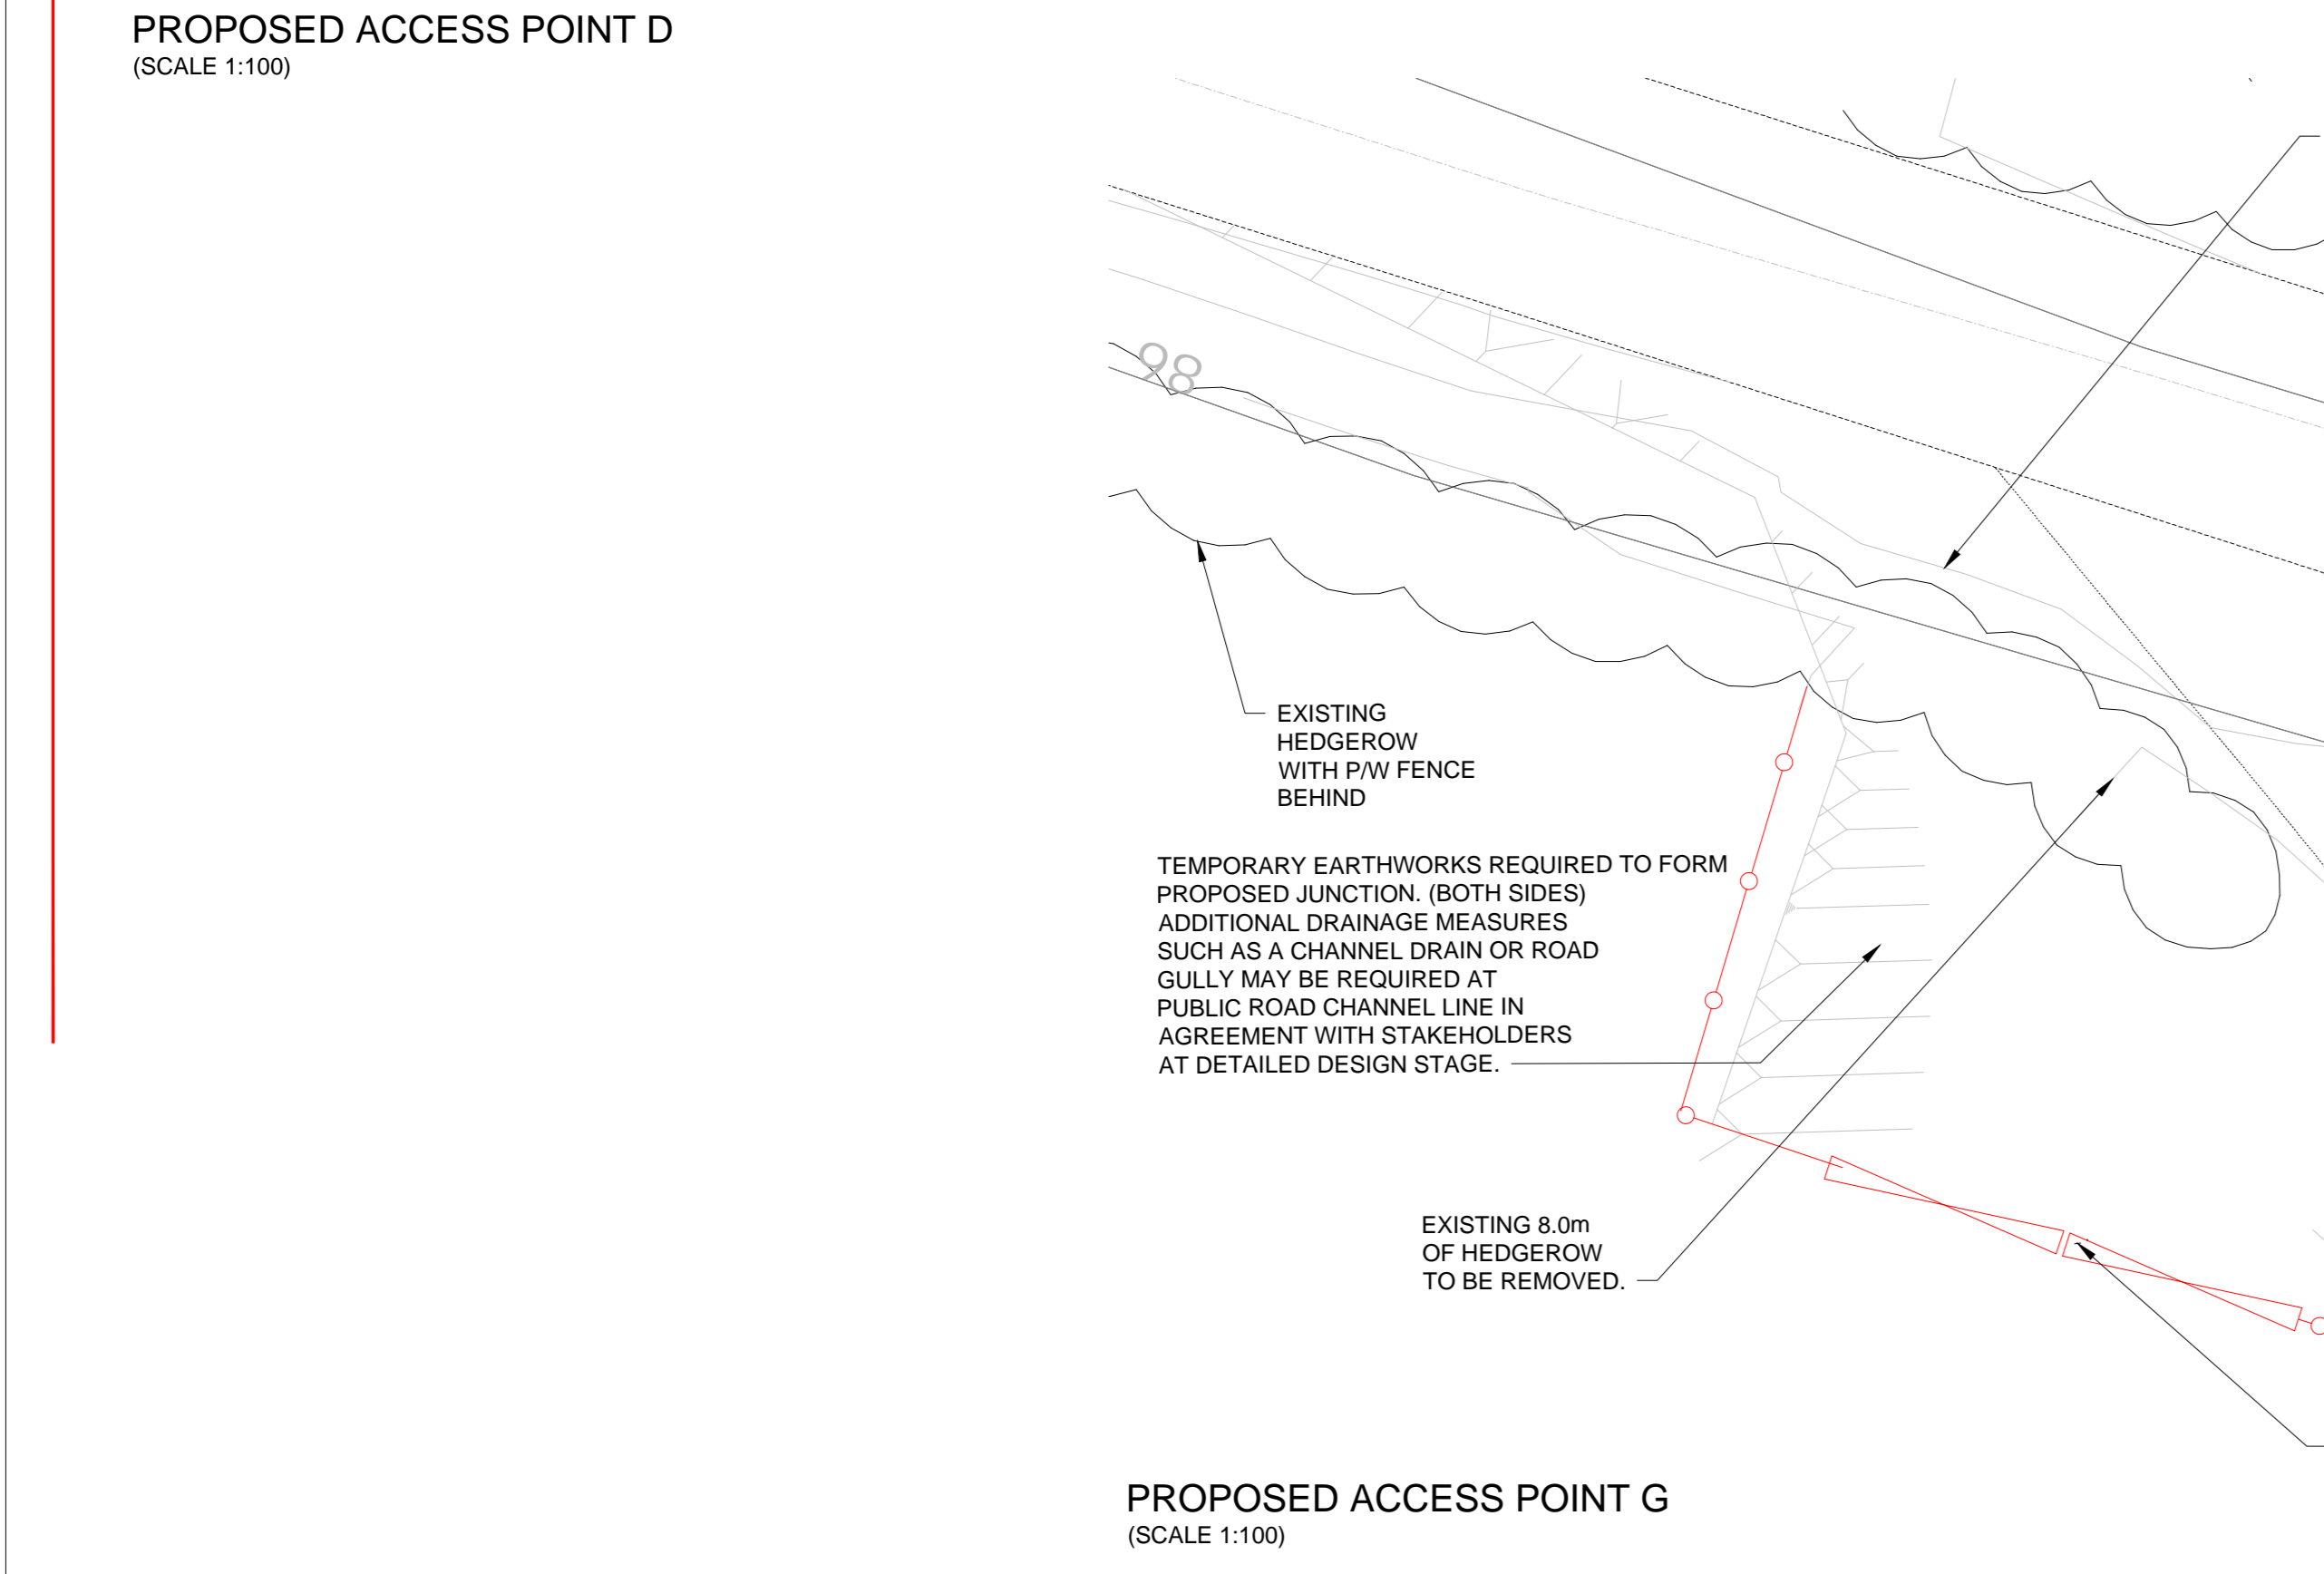 PROPOSED ACCESS POINT D
(SCALE 1:100)
98
EXISTING
HEDGEROW
WITH P/W FENCE
BEHIND
TEMPORARY EARTHWORKS REQUIRED TO FORM
PROPOSED JUNCTION. (BOTH SIDES)
ADDITIONAL DRAINAGE MEASURES
SUCH AS A CHANNEL DRAIN OR ROAD
GULLY MAY BE REQUIRED AT
PUBLIC ROAD CHANNEL LINE IN
AGREEMENT WITH STAKEHOLDERS
AT DETAILED DESIGN STAGE.
EXISTING 8.0m
OF HEDGEROW
TO BE REMOVED.
PROPOSED ACCESS POINT G
(SCALE 1:100)